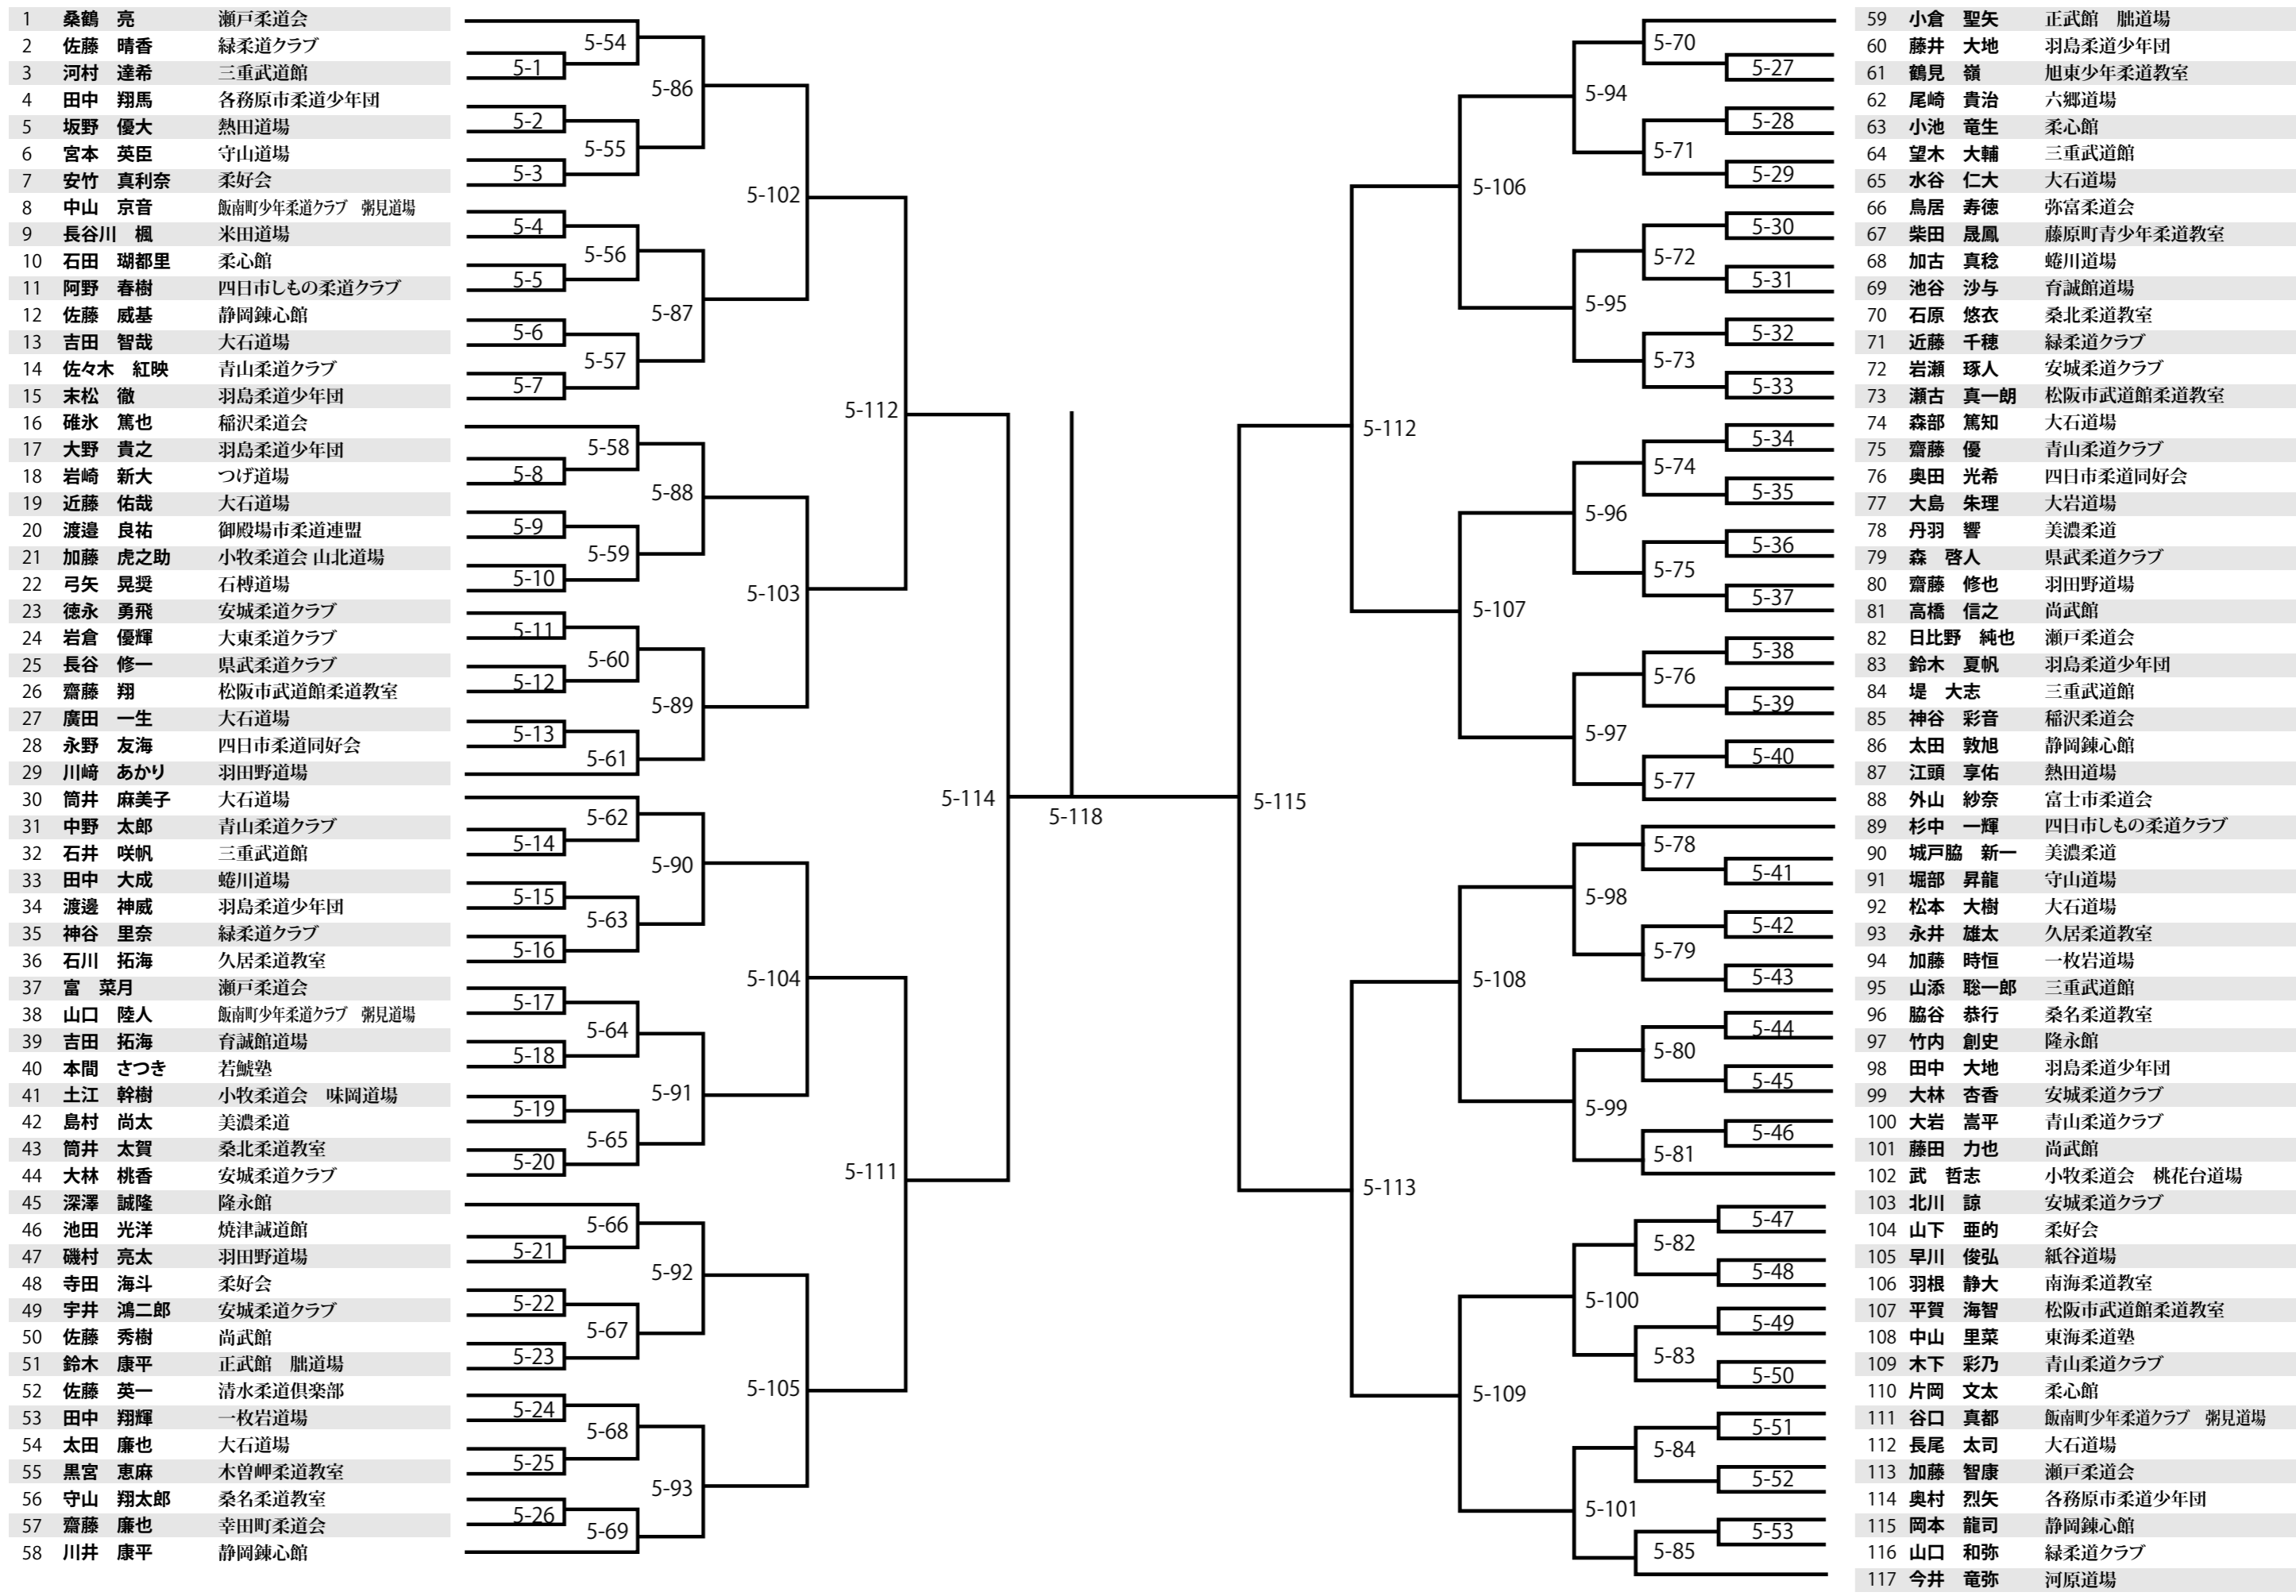 1 桑鶴 亮 瀬戸柔道会
2 佐藤 晴香 緑柔道クラブ
3 河村 達希 三重武道館
4 田中 翔馬 各務原市柔道少年団
5 坂野 優大 熱田道場
6 宮本 英臣 守山道場
7 安竹 真利奈 柔好会
8 中山 京音 飯南町少年柔道クラブ 粥見道場
9 長谷川 楓 米田道場
10 石田 瑚都里 柔心館
11 阿野 春樹 四日市しもの柔道クラブ
12 佐藤 威基 静岡錬心館
13 吉田 智哉 大石道場
14 佐々木 紅映 青山柔道クラブ
15 末松 徹 羽島柔道少年団
16 碓氷 篤也 稲沢柔道会
17 大野 貴之 羽島柔道少年団
18 岩崎 新大 つげ道場
19 近藤 佑哉 大石道場
20 渡邉 良祐 御殿場市柔道連盟
21 加藤 虎之助 小牧柔道会 山北道場
22 弓矢 晃奨 石榑道場
23 徳永 勇飛 安城柔道クラブ
24 岩倉 優輝 大東柔道クラブ
25 長谷 修一 県武柔道クラブ
26 齋藤 翔 松阪市武道館柔道教室
27 廣田 一生 大石道場
28 永野 友海 四日市柔道同好会
29 川﨑 あかり 羽田野道場
30 筒井 麻美子 大石道場
31 中野 太郎 青山柔道クラブ
32 石井 咲帆 三重武道館
33 田中 大成 蜷川道場
34 渡邊 神威 羽島柔道少年団
35 神谷 里奈 緑柔道クラブ
36 石川 拓海 久居柔道教室
37 富 菜月 瀬戸柔道会
38 山口 陸人 飯南町少年柔道クラブ 粥見道場
39 吉田 拓海 育誠館道場
40 本間 さつき 若鯱塾
41 土江 幹樹 小牧柔道会 味岡道場
42 島村 尚太 美濃柔道
43 筒井 太賀 桑北柔道教室
44 大林 桃香 安城柔道クラブ
45 深澤 誠隆 隆永館
46 池田 光洋 焼津誠道館
47 磯村 亮太 羽田野道場
48 寺田 海斗 柔好会
49 宇井 鴻二郎 安城柔道クラブ
50 佐藤 秀樹 尚武館
51 鈴木 康平 正武館 朏道場
52 佐藤 英一 清水柔道倶楽部
53 田中 翔輝 一枚岩道場
54 太田 廉也 大石道場
55 黒宮 恵麻 木曽岬柔道教室
56 守山 翔太郎 桑名柔道教室
57 齋藤 廉也 幸田町柔道会
58 川井 康平 静岡錬心館
5-1
5-2
5-3
5-4
5-5
5-6
5-7
5-8
5-9
5-10
5-11
5-12
5-13
5-14
5-15
5-16
5-17
5-18
5-19
5-20
5-21
5-22
5-23
5-24
5-25
5-26
5-54
5-55
5-56
5-57
5-58
5-59
5-60
5-61
5-62
5-63
5-64
5-65
5-66
5-67
5-68
5-69
5-86
5-87
5-88
5-89
5-90
5-91
5-92
5-93
5-102
5-103
5-104
5-105
5-112
5-111
5-114
5-118
5-115
5-112
5-113
5-106
5-107
5-108
5-109
5-94
5-95
5-96
5-97
5-98
5-99
5-100
5-101
5-70
5-71
5-72
5-73
5-74
5-75
5-76
5-77
5-78
5-79
5-80
5-81
5-82
5-83
5-84
5-85
5-27
5-28
5-29
5-30
5-31
5-32
5-33
5-34
5-35
5-36
5-37
5-38
5-39
5-40
5-41
5-42
5-43
5-44
5-45
5-46
5-47
5-48
5-49
5-50
5-51
5-52
5-53
59 小倉 聖矢 正武館 朏道場
60 藤井 大地 羽島柔道少年団
61 鶴見 嶺 旭東少年柔道教室
62 尾崎 貴治 六郷道場
63 小池 竜生 柔心館
64 望木 大輔 三重武道館
65 水谷 仁大 大石道場
66 鳥居 寿徳 弥富柔道会
67 柴田 晟鳳 藤原町青少年柔道教室
68 加古 真稔 蜷川道場
69 池谷 沙与 育誠館道場
70 石原 悠衣 桑北柔道教室
71 近藤 千穂 緑柔道クラブ
72 岩瀬 琢人 安城柔道クラブ
73 瀬古 真一朗 松阪市武道館柔道教室
74 森部 篤知 大石道場
75 齋藤 優 青山柔道クラブ
76 奥田 光希 四日市柔道同好会
77 大島 朱理 大岩道場
78 丹羽 響 美濃柔道
79 森 啓人 県武柔道クラブ
80 齋藤 修也 羽田野道場
81 高橋 信之 尚武館
82 日比野 純也 瀬戸柔道会
83 鈴木 夏帆 羽島柔道少年団
84 堤 大志 三重武道館
85 神谷 彩音 稲沢柔道会
86 太田 敦旭 静岡錬心館
87 江頭 享佑 熱田道場
88 外山 紗奈 富士市柔道会
89 杉中 一輝 四日市しもの柔道クラブ
90 城戸脇 新一 美濃柔道
91 堀部 昇龍 守山道場
92 松本 大樹 大石道場
93 永井 雄太 久居柔道教室
94 加藤 時恒 一枚岩道場
95 山添 聡一郎 三重武道館
96 脇谷 恭行 桑名柔道教室
97 竹内 創史 隆永館
98 田中 大地 羽島柔道少年団
99 大林 杏香 安城柔道クラブ
100 大岩 嵩平 青山柔道クラブ
101 藤田 力也 尚武館
102 武 哲志 小牧柔道会 桃花台道場
103 北川 諒 安城柔道クラブ
104 山下 亜的 柔好会
105 早川 俊弘 紙谷道場
106 羽根 静大 南海柔道教室
107 平賀 海智 松阪市武道館柔道教室
108 中山 里菜 東海柔道塾
109 木下 彩乃 青山柔道クラブ
110 片岡 文太 柔心館
111 谷口 真都 飯南町少年柔道クラブ 粥見道場
112 長尾 太司 大石道場
113 加藤 智康 瀬戸柔道会
114 奥村 烈矢 各務原市柔道少年団
115 岡本 龍司 静岡錬心館
116 山口 和弥 緑柔道クラブ
117 今井 竜弥 河原道場